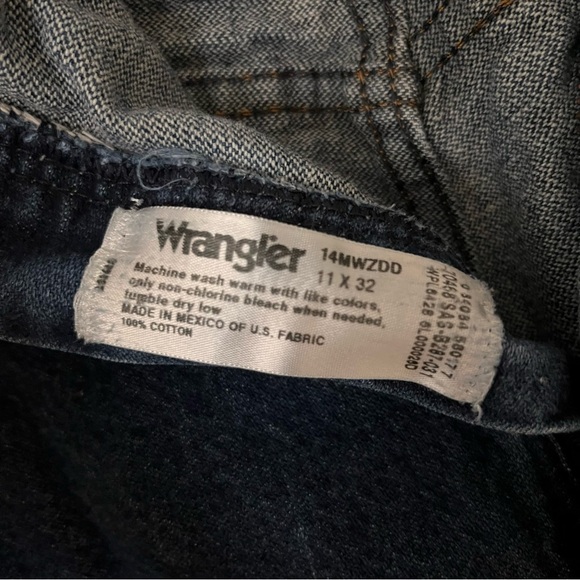 Wrangler
14MWZDD
11 X 32
Machine wash warm with like colors,
only non-chlorine bleach when needed,
tumble dry low
MADE IN MEXICO OF U.S. FABRIC
100% COTTON